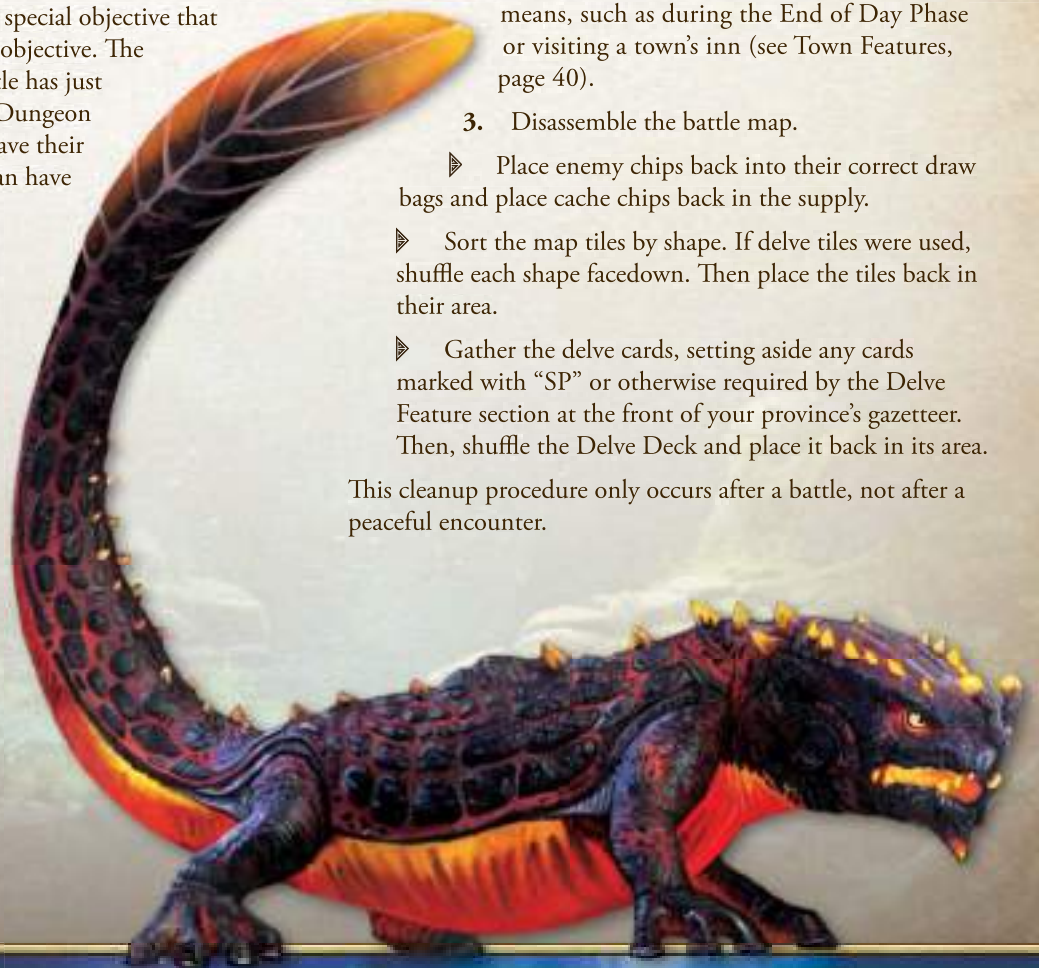 special objective that
objective. The
le has just
Dungeon
ave their
an have
means, such as during the End of Day Phase
or visiting a town’s inn (see Town Features,
page 40).
3. Disassemble the battle map.
Place enemy chips back into their correct draw
bags and place cache chips back in the supply.
Sort the map tiles by shape. If delve tiles were used,
shuffle each shape facedown. Then place the tiles back in
their area.
Gather the delve cards, setting aside any cards
marked with “SP” or otherwise required by the Delve
Feature section at the front of your province’s gazetteer.
Then, shuffle the Delve Deck and place it back in its area.
This cleanup procedure only occurs after a battle, not after a
peaceful encounter.